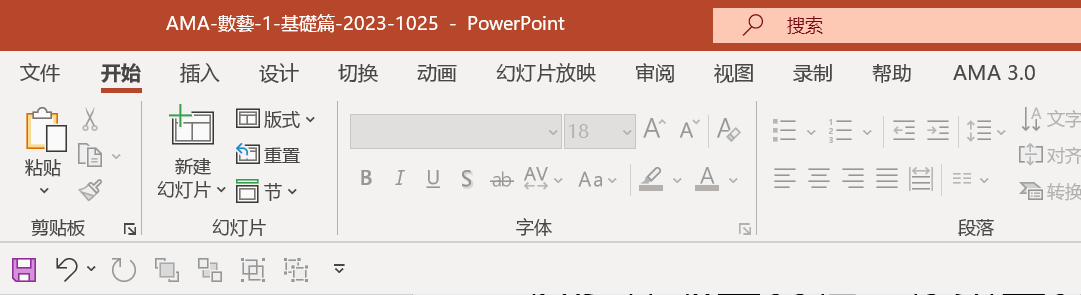 AMA-數藝-1-基礎篇-2023-1025 - PowerPoint
搜索
文件 开始 插入 设计 切换 动画 幻灯片放映 审阅 视图 录制 帮助 AMA 3.0
粘贴
新建
幻灯片
版式
重置
节
18
Aa
文字
对齐
转换
剪贴板 幻灯片 字体 段落